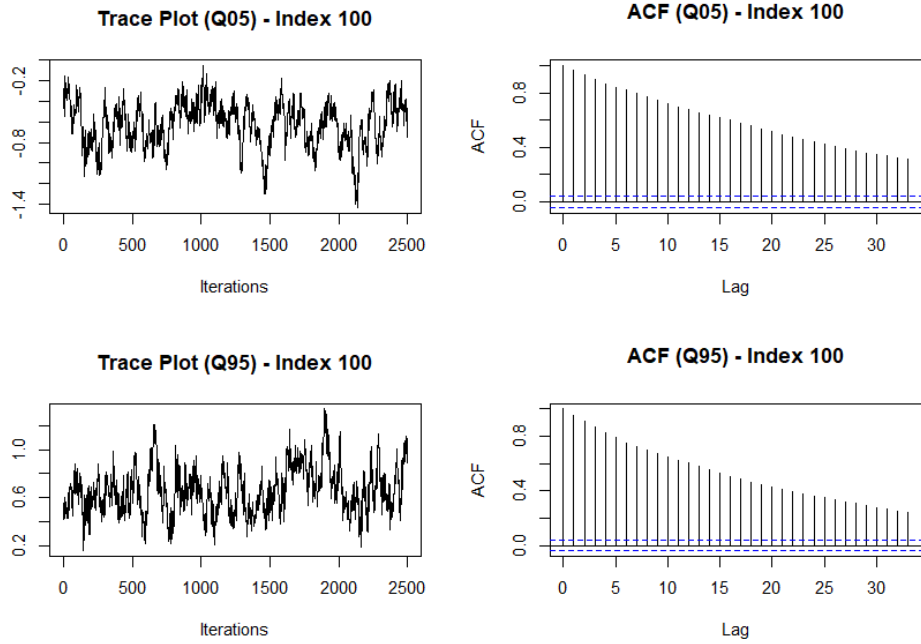 Trace Plot (Q05) - Index 100
-0.2
-0.8
-1.4
0 500 1000 1500 2000 2500
Iterations
ACF (Q05) - Index 100
ACF
0.8
0.4
0.0
0 5 10 15 20 25 30
Lag
Trace Plot (Q95) - Index 100
1.0
0.6
0.2
0 500 1000 1500 2000 2500
Iterations
ACF (Q95) - Index 100
ACF
0.8
0.4
0.0
0 5 10 15 20 25 30
Lag